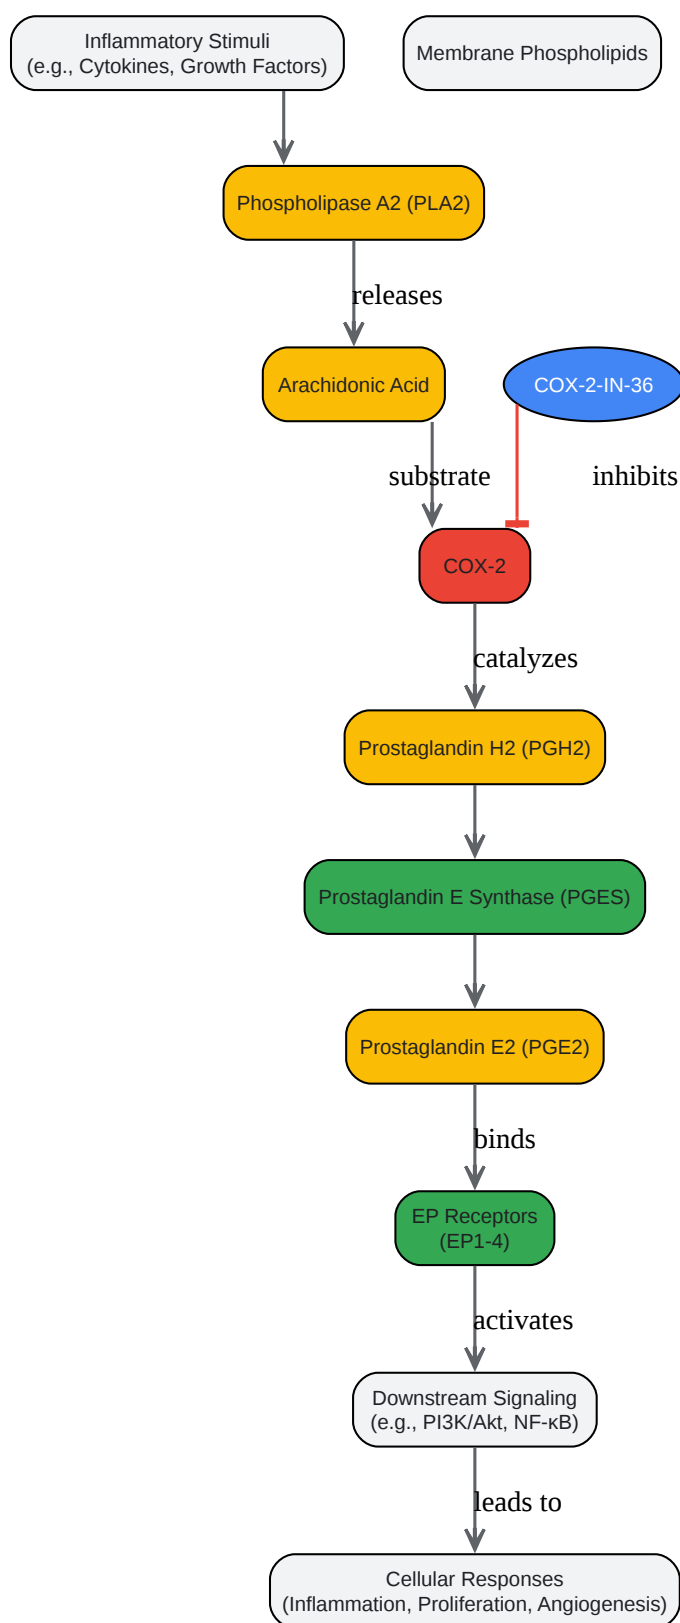 Inflammatory Stimuli
(e.g., Cytokines, Growth Factors)
Membrane Phospholipids
Phospholipase A2 (PLA2)
releases
Arachidonic Acid
COX-2-IN-36
substrate
inhibits
COX-2
catalyzes
Prostaglandin H2 (PGH2)
Prostaglandin E Synthase (PGES)
Prostaglandin E2 (PGE2)
binds
EP Receptors
(EP1-4)
activates
Downstream Signaling
(e.g., PI3K/Akt, NF-κB)
leads to
Cellular Responses
(Inflammation, Proliferation, Angiogenesis)